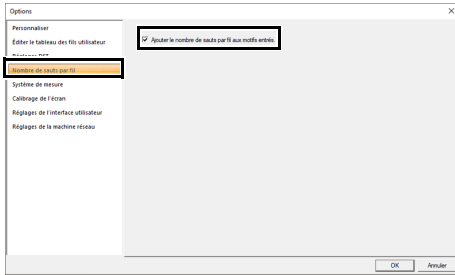 Options
Personnaliser
Éditer le tableau des fils utilisateur
Réglages DST
Nombre de sauts par fil
Système de mesure
Calibrage de l'écran
Réglages de l'interface utilisateur
Réglages de la machine réseau
Ajouter le nombre de sauts par fil aux motifs entrés.
OK
Annuler